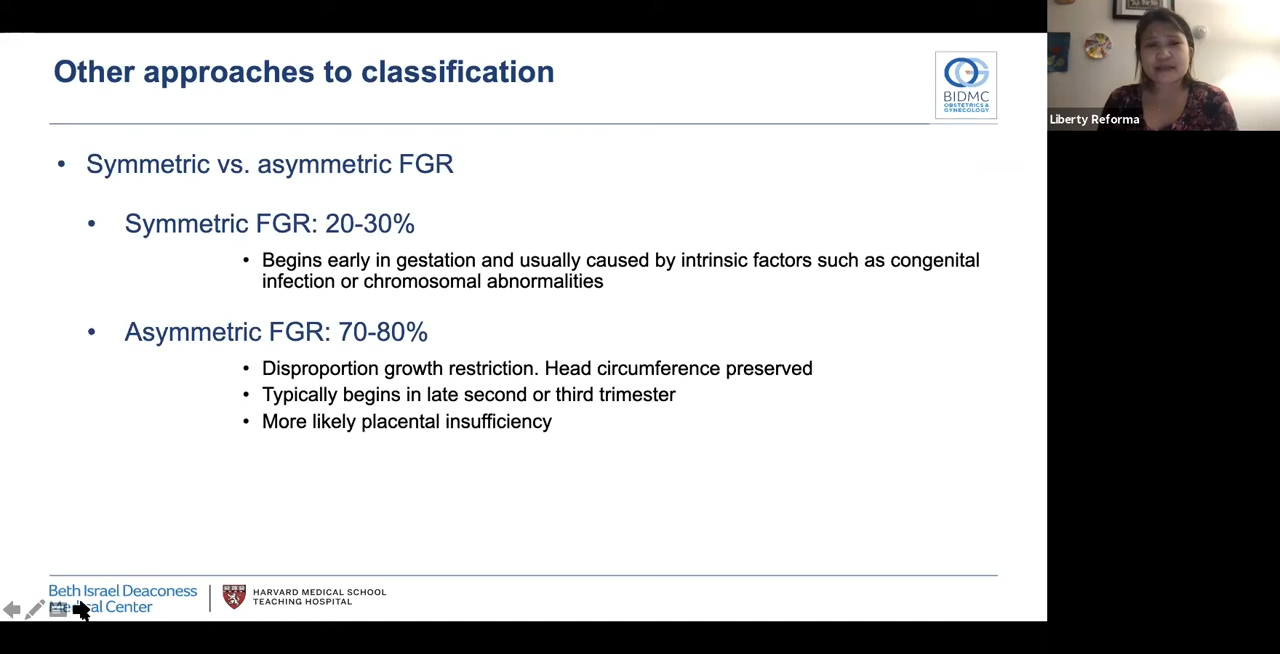 Other approaches to classification
BIDMC
OBSTETRICS &
GYNECOLOGY
Liberty Reforma
• Symmetric vs. asymmetric FGR
• Symmetric FGR: 20-30%
• Begins early in gestation and usually caused by intrinsic factors such as congenital
infection or chromosomal abnormalities
• Asymmetric FGR: 70-80%
• Disproportion growth restriction. Head circumference preserved
• Typically begins in late second or third trimester
• More likely placental insufficiency
Beth Israel Deaconess
Medical Center
HARVARD MEDICAL SCHOOL
TEACHING HOSPITAL